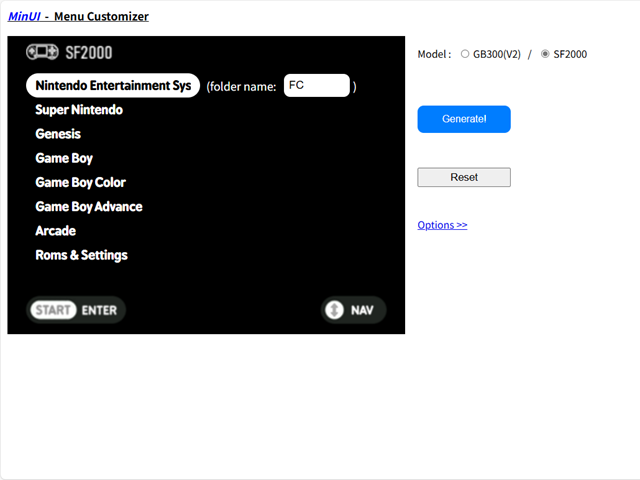 MinUI - Menu Customizer
SF2000
Nintendo Entertainment Sys (folder name: FC )
Super Nintendo
Genesis
Game Boy
Game Boy Color
Game Boy Advance
Arcade
Roms & Settings
START ENTER
NAV
Model : GB300(V2) / SF2000
Generate!
Reset
Options >>